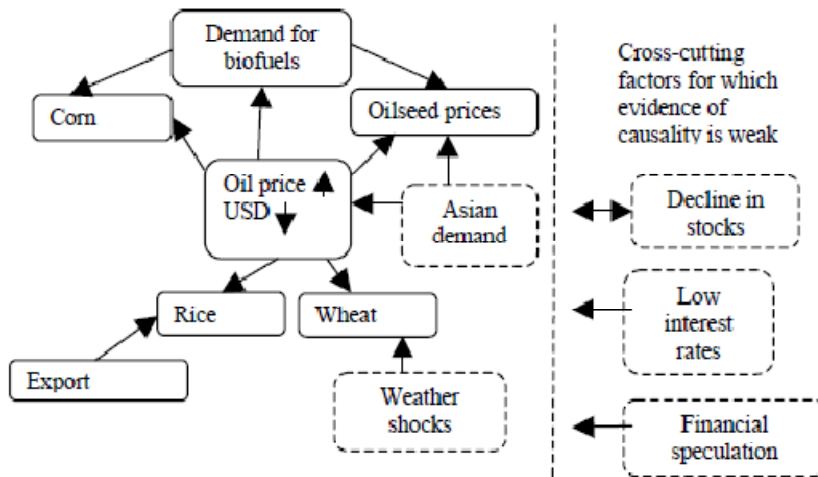 Demand for
biofuels
Corn
Oilseed prices
Oil price
USD
Asian
demand
Rice
Wheat
Export
Weather
shocks
Cross-cutting
factors for which
evidence of
causality is weak
Decline in
stocks
Low
interest
rates
Financial
speculation